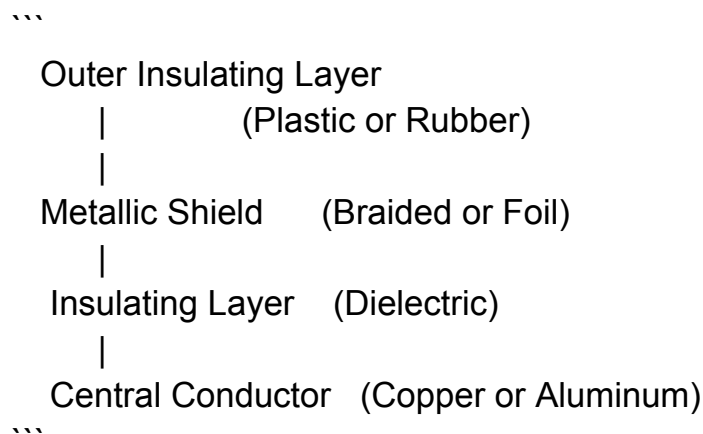 ```
Outer Insulating Layer
| (Plastic or Rubber)
|
Metallic Shield (Braided or Foil)
|
Insulating Layer (Dielectric)
|
Central Conductor (Copper or Aluminum)
```